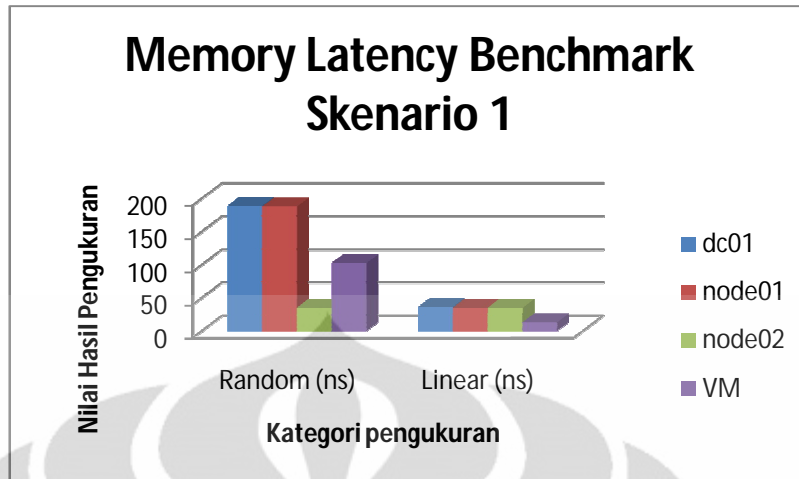 Memory Latency Benchmark
Skenario 1
Nilai Hasil Pengukuran
200
150
100
50
0
Random (ns)
Linear (ns)
Kategori pengukuran
dc01
node01
node02
VM